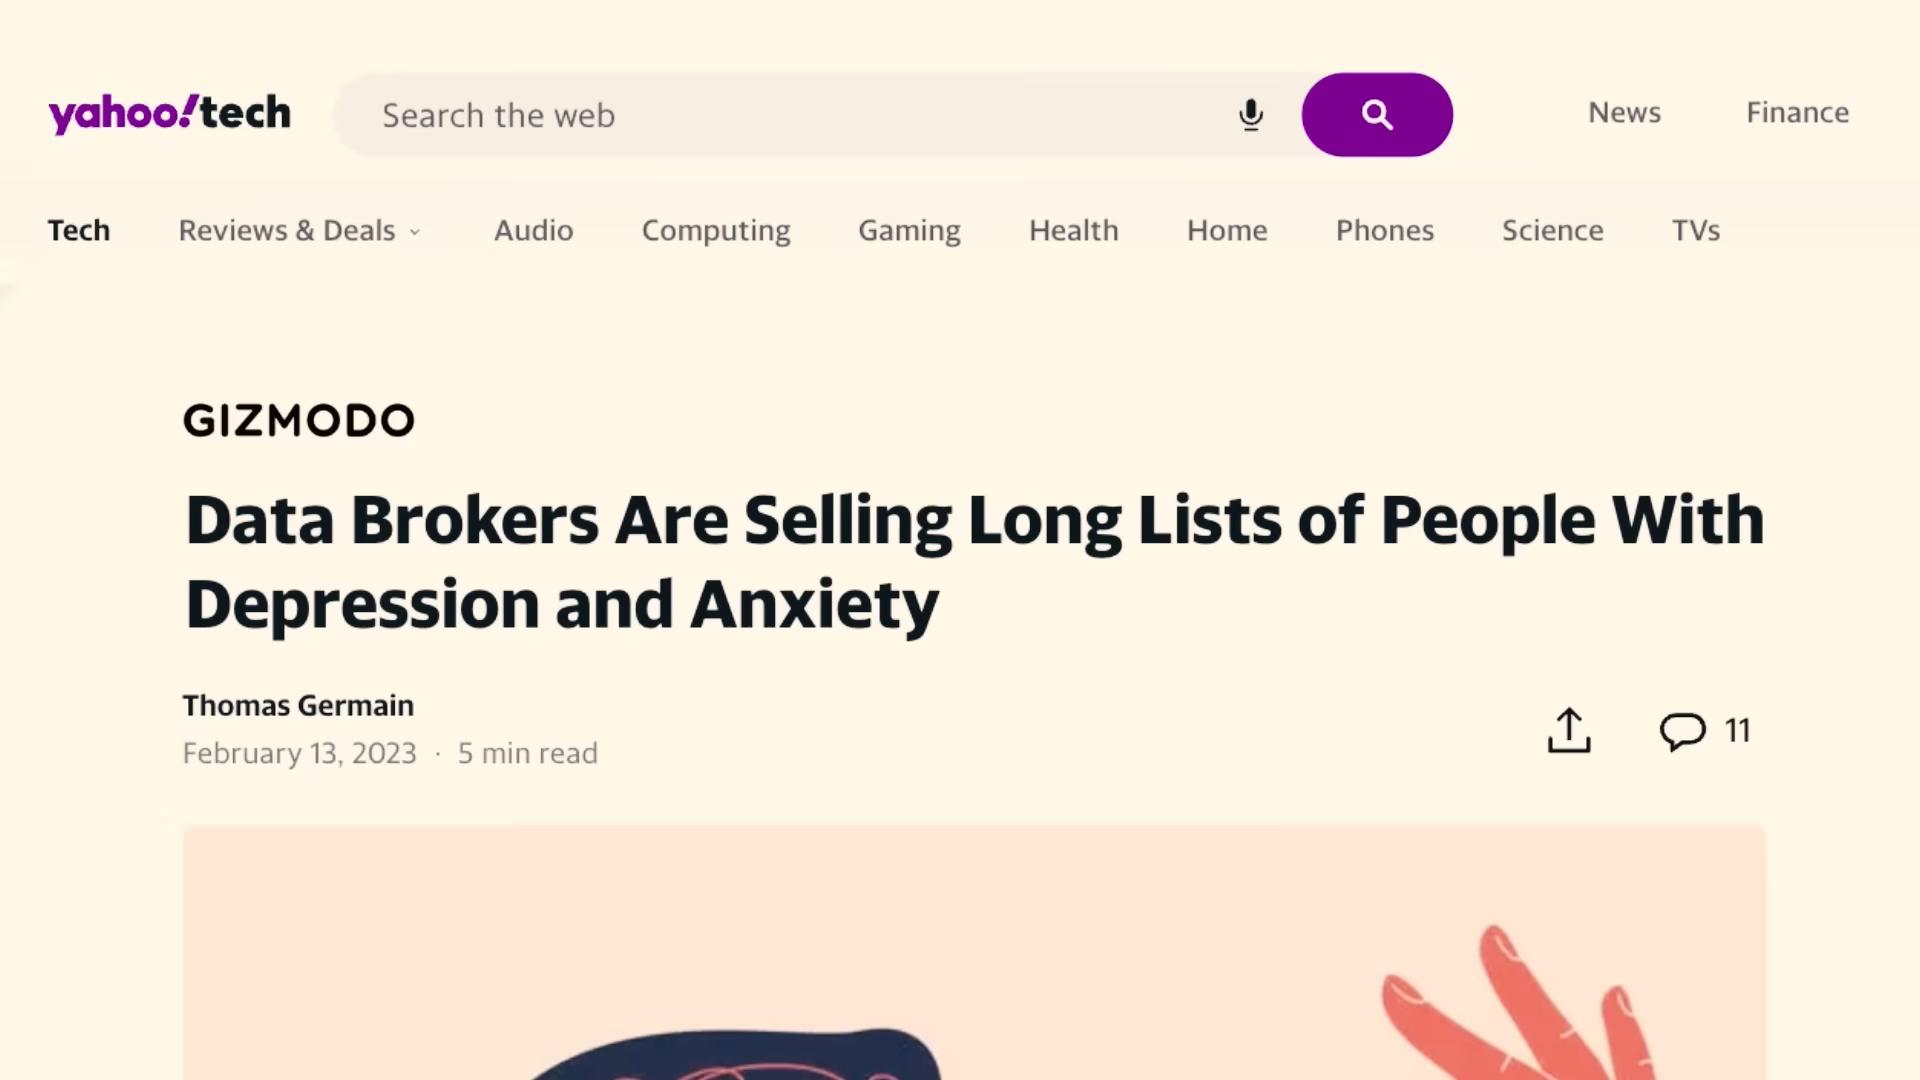 yahoo!tech
Search the web
News
Finance
Tech
Reviews & Deals
Audio
Computing
Gaming
Health
Home
Phones
Science
TVs
GIZMODO
Data Brokers Are Selling Long Lists of People With
Depression and Anxiety
Thomas Germain
February 13, 2023 · 5 min read
11